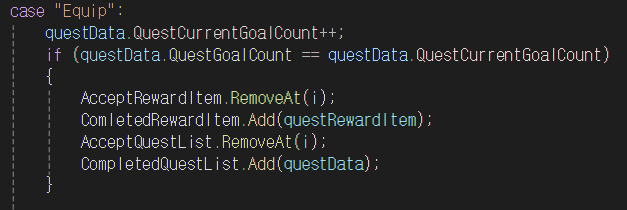 case "Equip":
questData.QuestCurrentGoalCount++;
if (questData.QuestGoalCount == questData.QuestCurrentGoalCount)
{
AcceptRewardItem.RemoveAt(i);
ComletedRewardItem.Add(questRewardItem);
AcceptQuestList.RemoveAt(i);
CompletedQuestList.Add(questData);
}